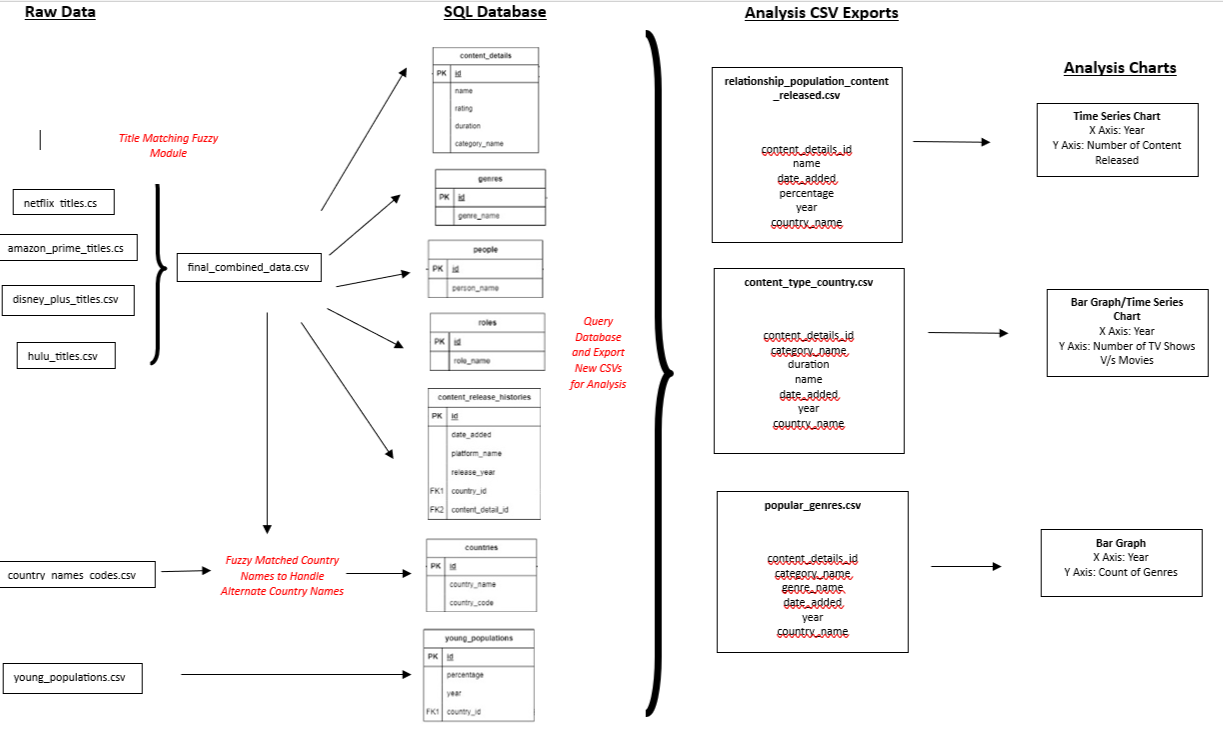 Raw Data
Title Matching Fuzzy
Module
netflix_titles.cs
amazon_prime_titles.cs
disney_plus_titles.csv
hulu_titles.csv
final_combined_data.csv
country_names_codes.csv
Fuzzy Matched Country
Names to Handle
Alternate Country Names
young_populations.csv
SQL Database
content_details
PK id
name
rating
duration
category_name
genres
PK id
genre_name
people
PK id
person_name
roles
PK id
role_name
content_release_histories
PK id
date_added
platform_name
release_year
FK1 country_id
FK2 content_detail_id
countries
PK id
country_name
country_code
young_populations
PK id
percentage
year
FK1 country_id
Query
Database
and Export
New CSVs
for Analysis
Analysis CSV Exports
relationship_population_content
_released.csv
content_details_id
name
date_added
percentage
year
country_name
content_type_country.csv
content_details_id
category_name
duration
name
date_added
year
country_name
popular_genres.csv
content_details_id
category_name
genre_name
date_added
year
country_name
Analysis Charts
Time Series Chart
X Axis: Year
Y Axis: Number of Content
Released
Bar Graph/Time Series
Chart
X Axis: Year
Y Axis: Number of TV Shows
V/s Movies
Bar Graph
X Axis: Year
Y Axis: Count of Genres